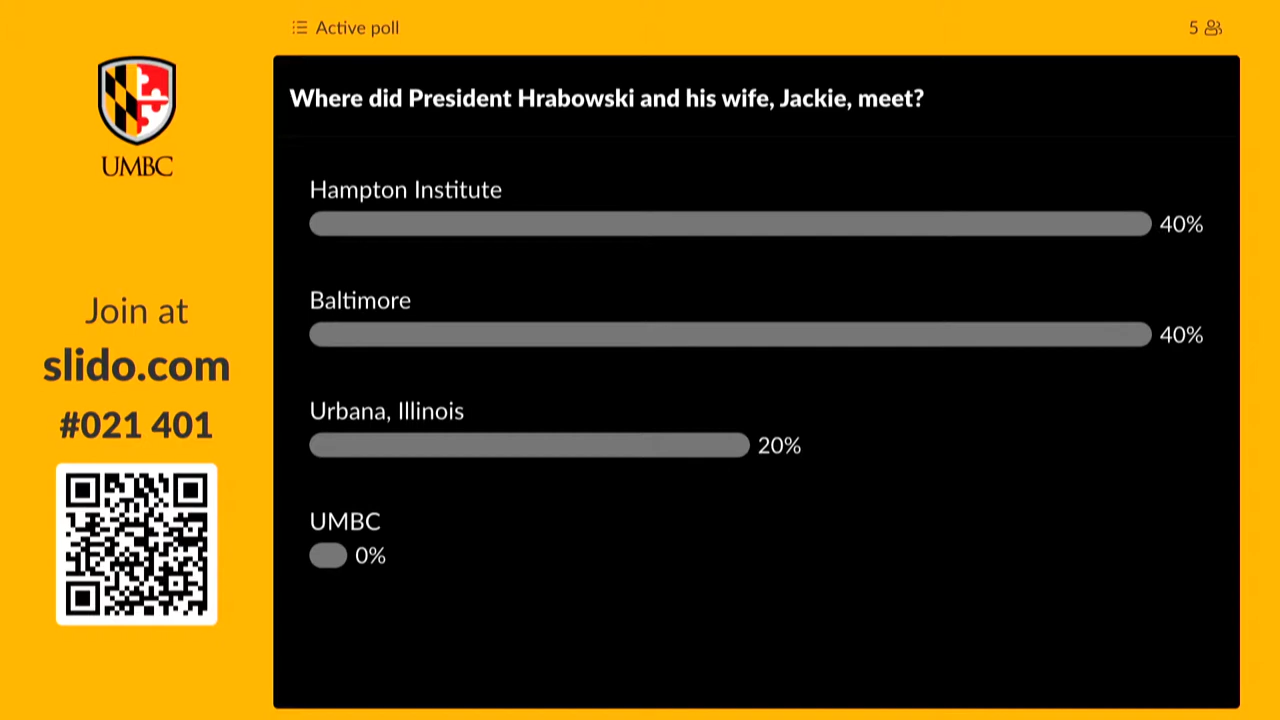 Active poll
5
UMBC
Where did President Hrabowski and his wife, Jackie, meet?
Hampton Institute
40%
Baltimore
40%
Urbana, Illinois
20%
UMBC
0%
Join at
slido.com
#021 401